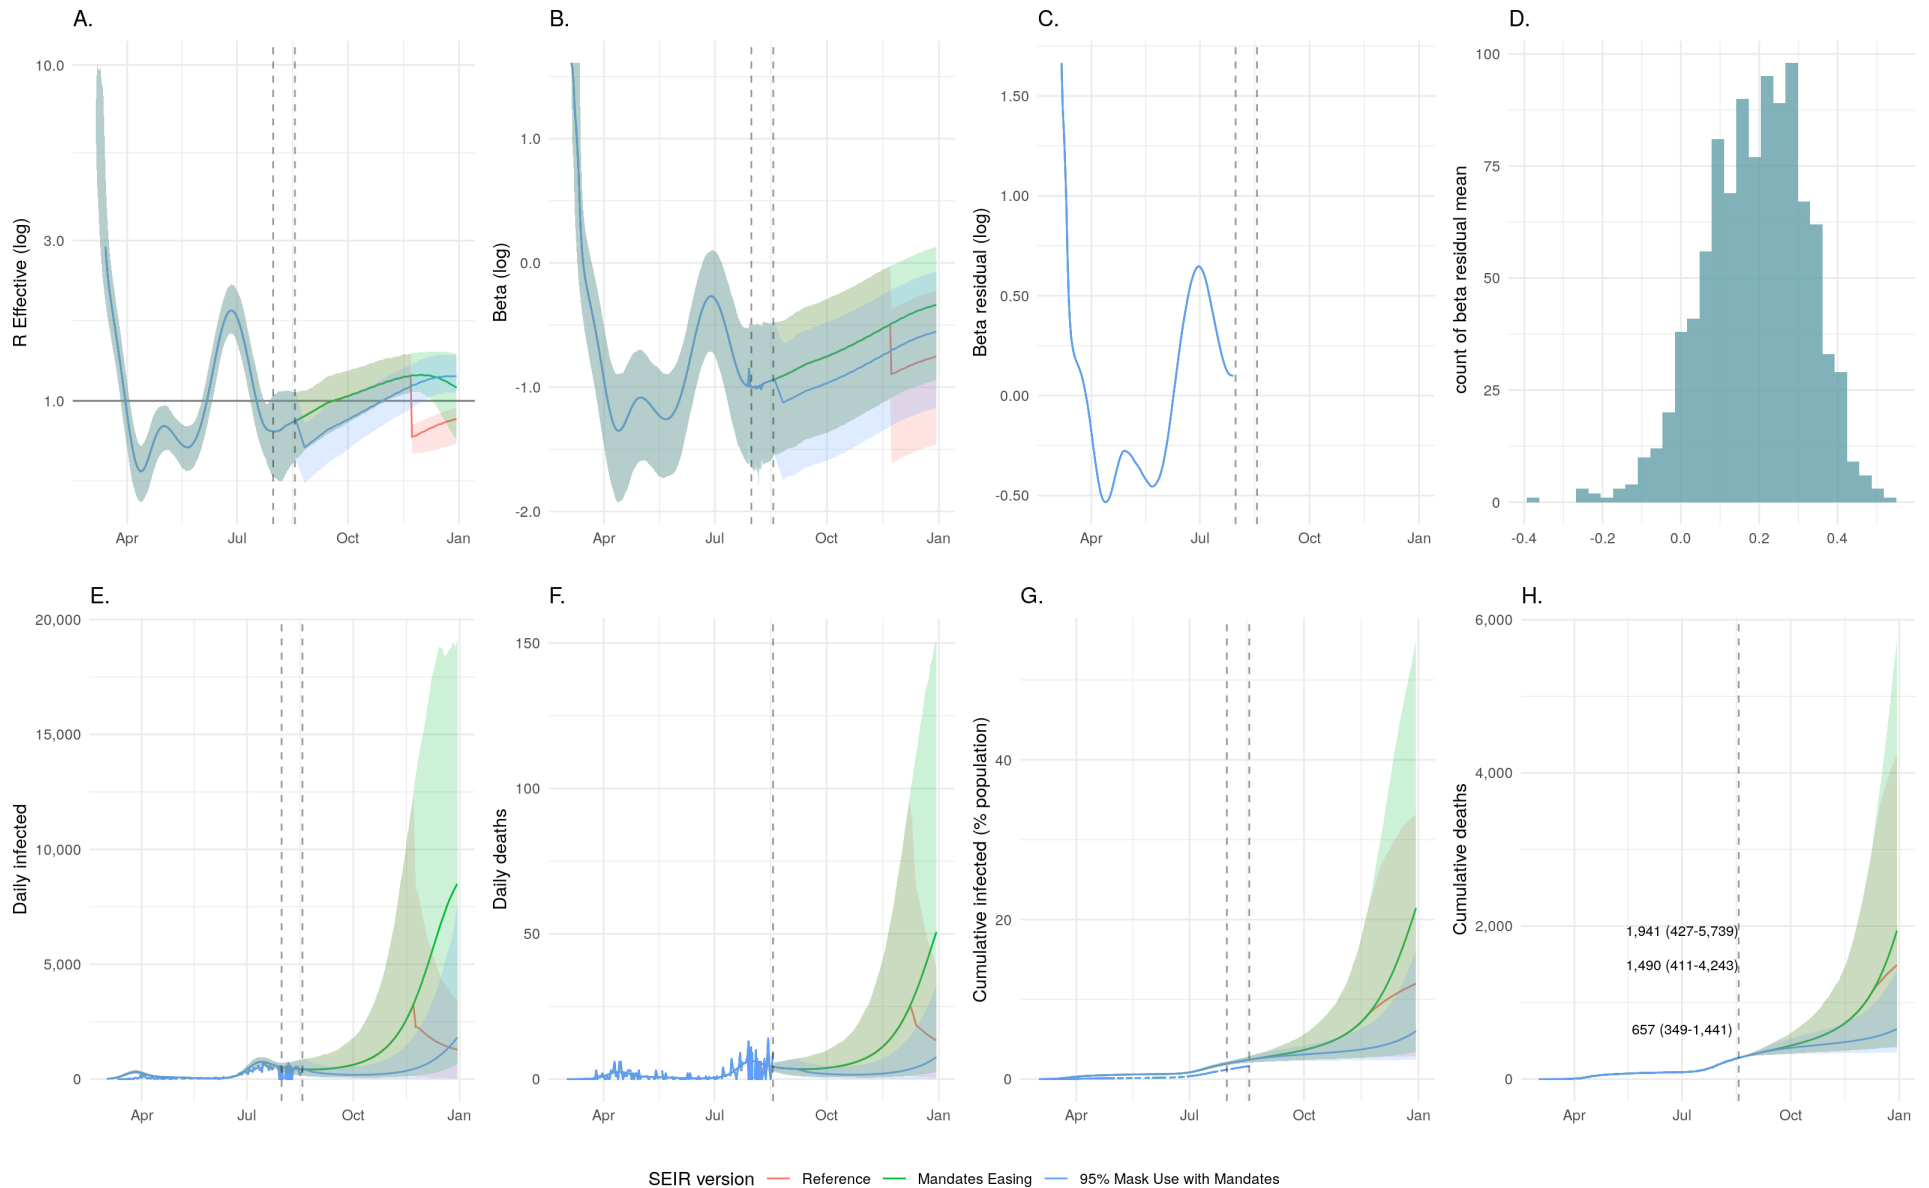 A.
R Effective (log)
10.0
3.0
1.0
Apr
Jul
Oct
Jan
B.
Beta (log)
1.0
0.0
-1.0
-2.0
Apr
Jul
Oct
Jan
C.
Beta residual (log)
1.50
1.00
0.50
0.00
-0.50
Apr
Jul
Oct
Jan
D.
count of beta residual mean
100
75
50
25
0
-0.4
-0.2
0.0
0.2
0.4
E.
Daily infected
20,000
15,000
10,000
5,000
0
Apr
Jul
Oct
Jan
F.
Daily deaths
150
100
50
0
Apr
Jul
Oct
Jan
G.
Cumulative infected (% population)
40
20
0
Apr
Jul
Oct
Jan
H.
Cumulative deaths
6,000
4,000
2,000
0
1,941 (427-5,739)
1,490 (411-4,243)
657 (349-1,441)
Apr
Jul
Oct
Jan
SEIR version
Reference
Mandates Easing
95% Mask Use with Mandates